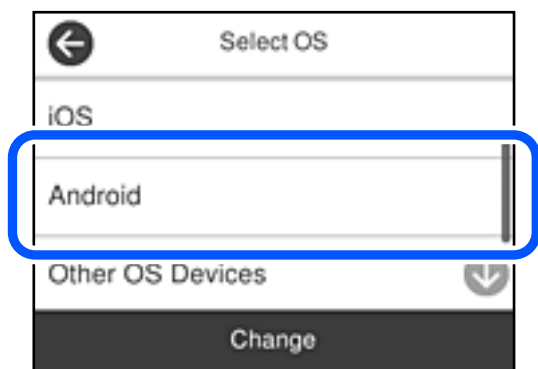 Select OS
iOS
Android
Other OS Devices
Change